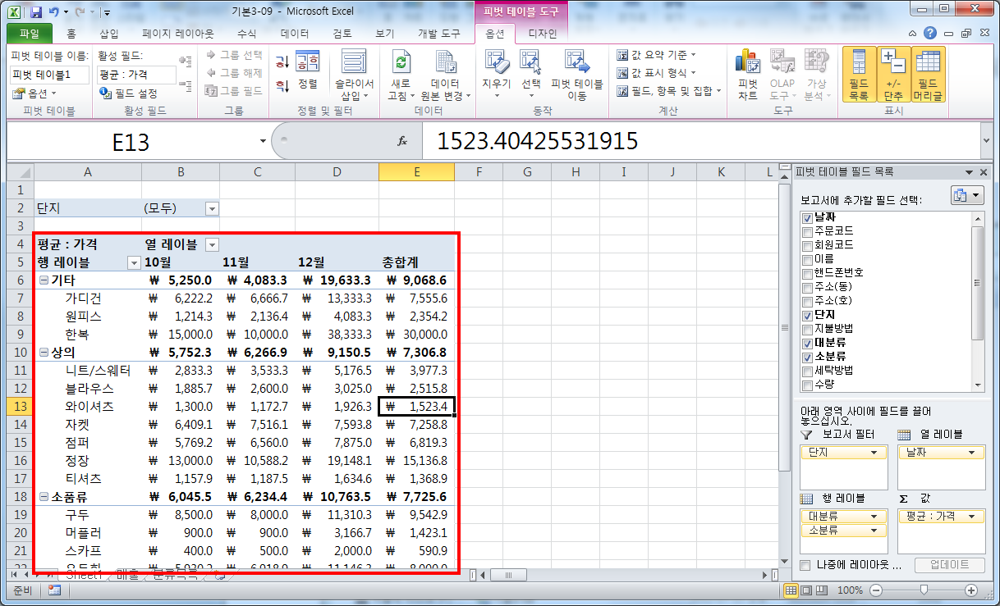 기본3-09 - Microsoft Excel
피벗 테이블 도구
파일 홈 삽입 페이지 레이아웃 수식 데이터 검토 보기 개발 도구 옵션 디자인
피벗 테이블 이름: 활성 필드:
피벗 테이블1 평균 : 가격
옵션 필드 설정
그룹 선택
그룹 해제
그룹 필드
정렬
슬라이서 삽입
새로 고침
데이터 원본 변경
지우기 선택
피벗 테이블 이동
값 요약 기준
값 표시 형식
필드, 항목 및 집합
피벗 차트
OLAP 도구
가상 분석
필드 목록
+/- 단추
필드 머리글
피벗 테이블 활성 필드 그룹 정렬 및 필터 데이터 동작 계산 도구 표시
E13 fx 1523.40425531915
A B C D E F G H I J K L
1
2 단지 (모두)
3
4 평균 : 가격 열 레이블
5 행 레이블 10월 11월 12월 총합계
6 기타 ₩ 5,250.0 ₩ 4,083.3 ₩ 19,633.3 ₩ 9,068.6
7 가디건 ₩ 6,222.2 ₩ 6,666.7 ₩ 13,333.3 ₩ 7,555.6
8 원피스 ₩ 1,214.3 ₩ 2,136.4 ₩ 4,083.3 ₩ 2,354.2
9 한복 ₩ 15,000.0 ₩ 10,000.0 ₩ 38,333.3 ₩ 30,000.0
10 상의 ₩ 5,752.3 ₩ 6,266.9 ₩ 9,150.5 ₩ 7,306.8
11 니트/스웨터 ₩ 2,833.3 ₩ 3,533.3 ₩ 5,176.5 ₩ 3,977.3
12 블라우스 ₩ 1,885.7 ₩ 2,600.0 ₩ 3,025.0 ₩ 2,515.8
13 와이셔츠 ₩ 1,300.0 ₩ 1,172.7 ₩ 1,926.3 ₩ 1,523.4
14 자켓 ₩ 6,409.1 ₩ 7,516.1 ₩ 7,593.8 ₩ 7,258.8
15 점퍼 ₩ 5,769.2 ₩ 6,560.0 ₩ 7,875.0 ₩ 6,819.3
16 정장 ₩ 13,000.0 ₩ 10,588.2 ₩ 19,148.1 ₩ 15,136.8
17 티셔츠 ₩ 1,157.9 ₩ 1,187.5 ₩ 1,634.6 ₩ 1,368.9
18 소품류 ₩ 6,045.5 ₩ 6,234.4 ₩ 10,763.5 ₩ 7,725.6
19 구두 ₩ 8,500.0 ₩ 8,000.0 ₩ 11,310.3 ₩ 9,542.9
20 머플러 ₩ 900.0 ₩ 900.0 ₩ 3,166.7 ₩ 1,423.1
21 스카프 ₩ 400.0 ₩ 500.0 ₩ 2,000.0 ₩ 590.9
22
Sheet1 매출 분류목록
준비 100%
피벗 테이블 필드 목록
보고서에 추가할 필드 선택:
날짜
주문코드
회원코드
이름
핸드폰번호
주소(동)
주소(호)
단지
지불방법
대분류
소분류
세탁방법
수량
아래 영역 사이에 필드를 끌어
놓으십시오.
보고서 필터 열 레이블
단지 날짜
행 레이블 Σ 값
대분류 평균 : 가격
소분류
나중에 레이아웃 ... 업데이트